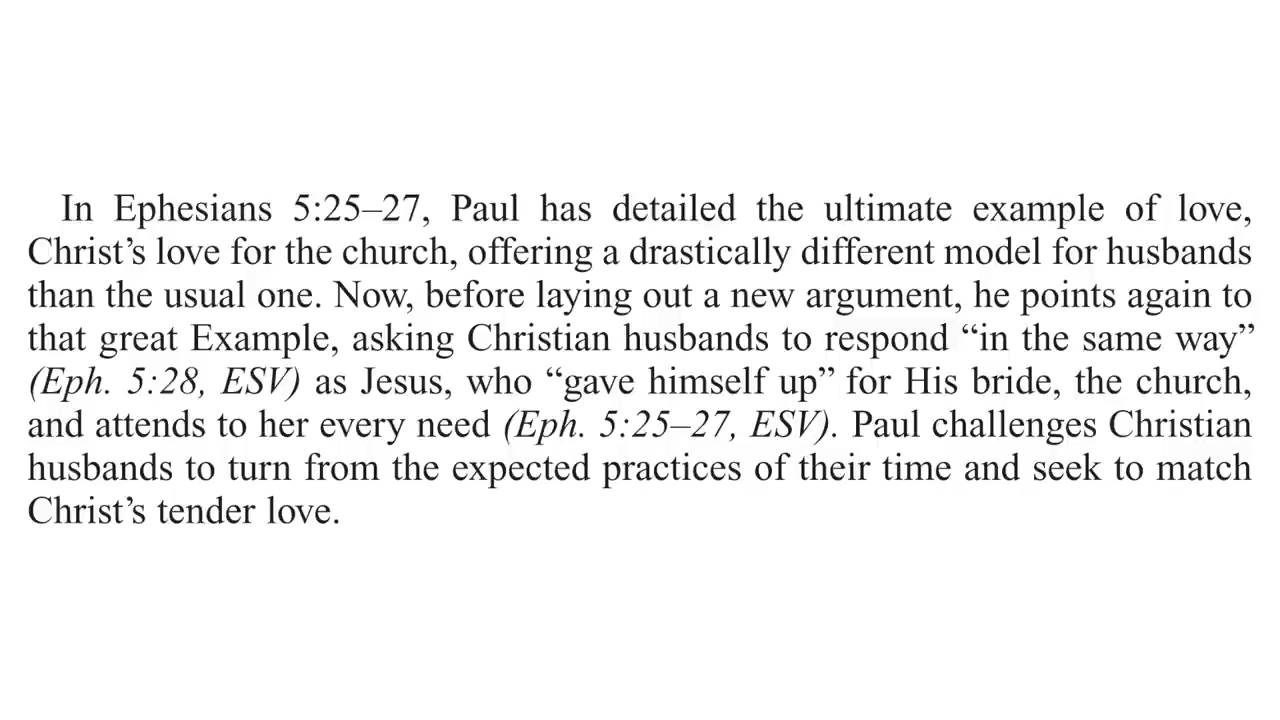 In Ephesians 5:25–27, Paul has detailed the ultimate example of love,
Christ’s love for the church, offering a drastically different model for husbands
than the usual one. Now, before laying out a new argument, he points again to
that great Example, asking Christian husbands to respond “in the same way”
(Eph. 5:28, ESV) as Jesus, who “gave himself up” for His bride, the church,
and attends to her every need (Eph. 5:25–27, ESV). Paul challenges Christian
husbands to turn from the expected practices of their time and seek to match
Christ’s tender love.